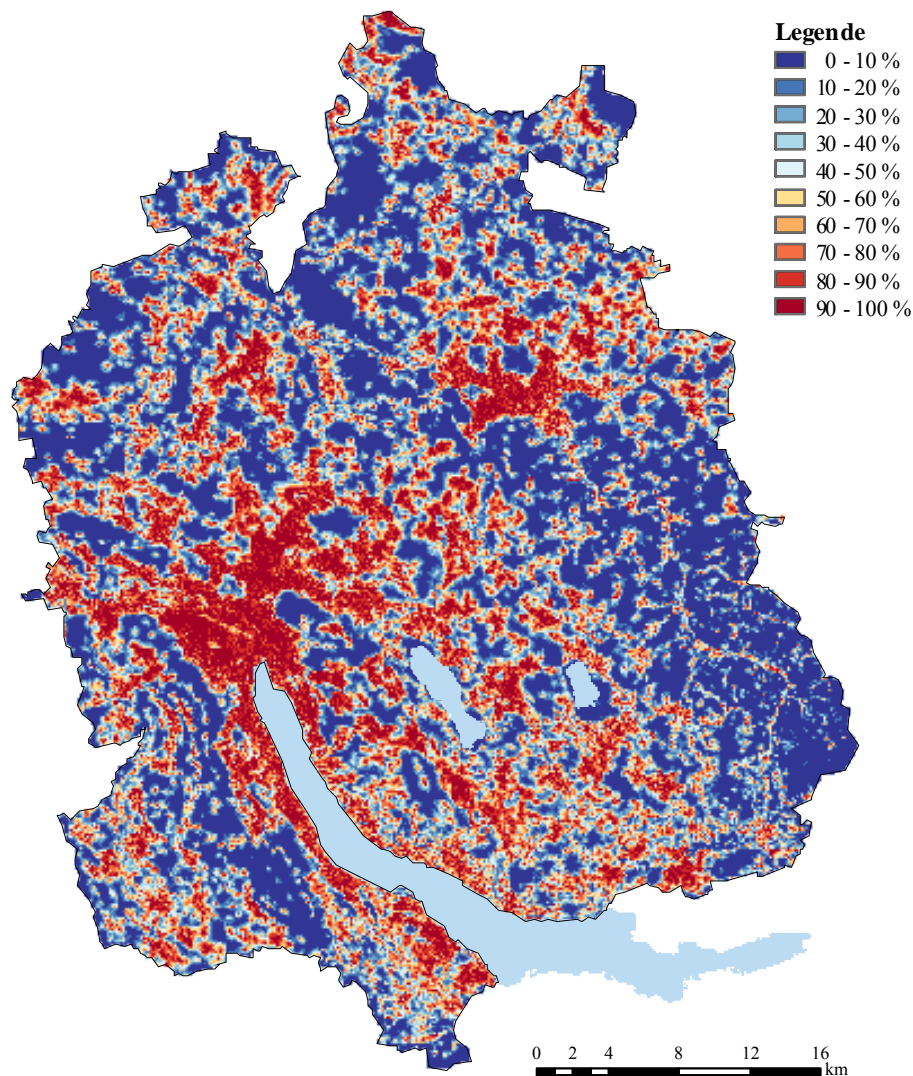 Legende
0 - 10 %
10 - 20 %
20 - 30 %
30 - 40 %
40 - 50 %
50 - 60 %
60 - 70 %
70 - 80 %
80 - 90 %
90 - 100 %
0 2 4 8 12 16
km